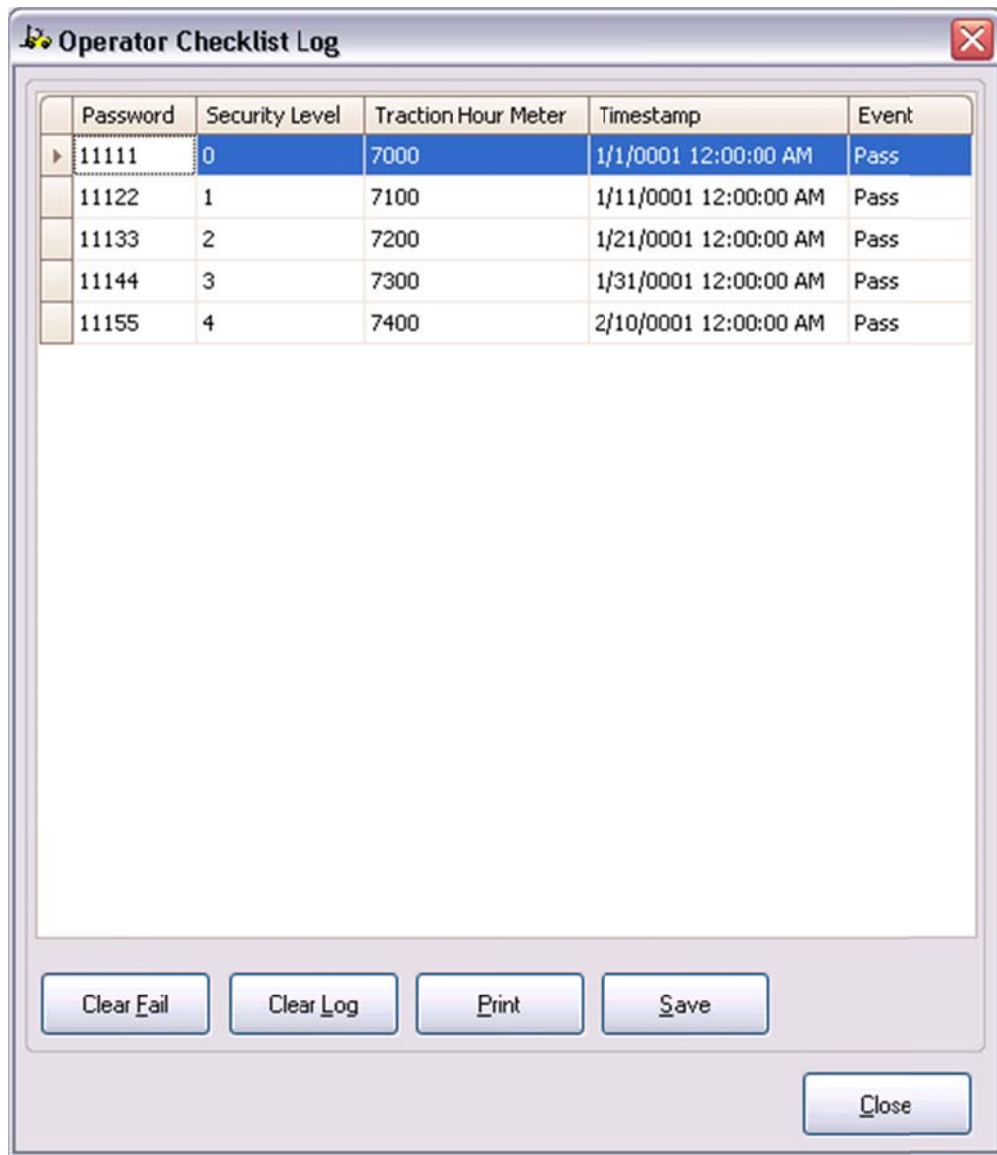 Operator Checklist Log
Password Security Level Traction Hour Meter Timestamp Event
11111 0 7000 1/1/0001 12:00:00 AM Pass
11122 1 7100 1/11/0001 12:00:00 AM Pass
11133 2 7200 1/21/0001 12:00:00 AM Pass
11144 3 7300 1/31/0001 12:00:00 AM Pass
11155 4 7400 2/10/0001 12:00:00 AM Pass
Clear Fail Clear Log Print Save
Close